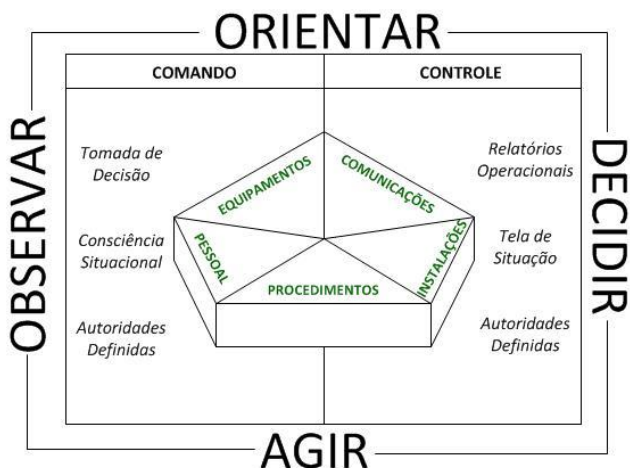 ORIENTAR
COMANDO
CONTROLE
OBSERVAR
Tomada de
Decisão
Consciência
Situacional
Autoridades
Definidas
EQUIPAMENTOS
COMUNICAÇÕES
PESSOAL
INSTALAÇÕES
PROCEDIMENTOS
Relatórios
Operacionais
Tela de
Situação
Autoridades
Definidas
DECIDIR
AGIR